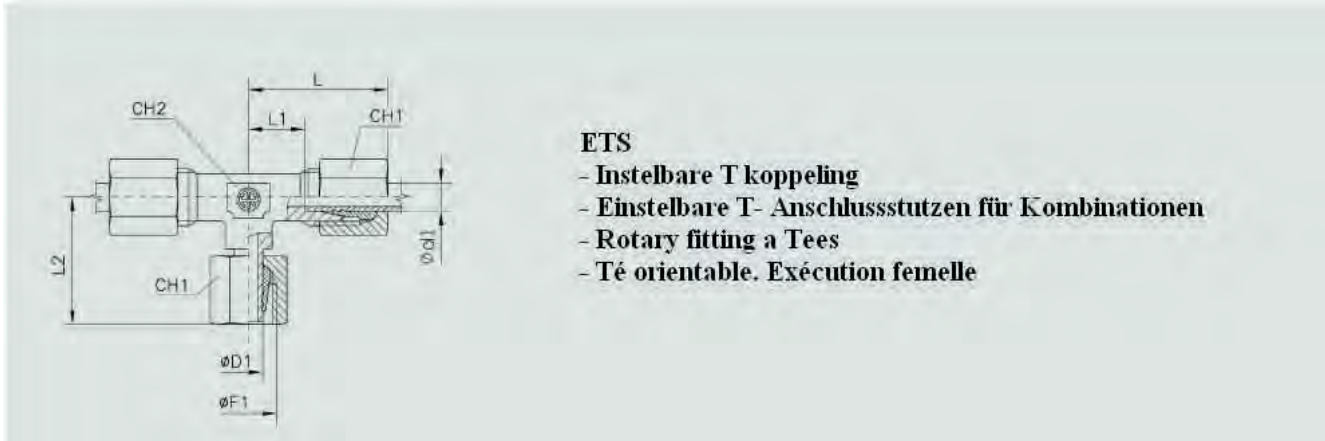 L
CH2
L1
CH1
ød1
L2
CH1
øD1
øF1
ETS
- Instelbare T koppeling
- Einstelbare T- Anschlussstutzen für Kombinationen
- Rotary fitting a Tees
- Té orientable. Exécution femelle